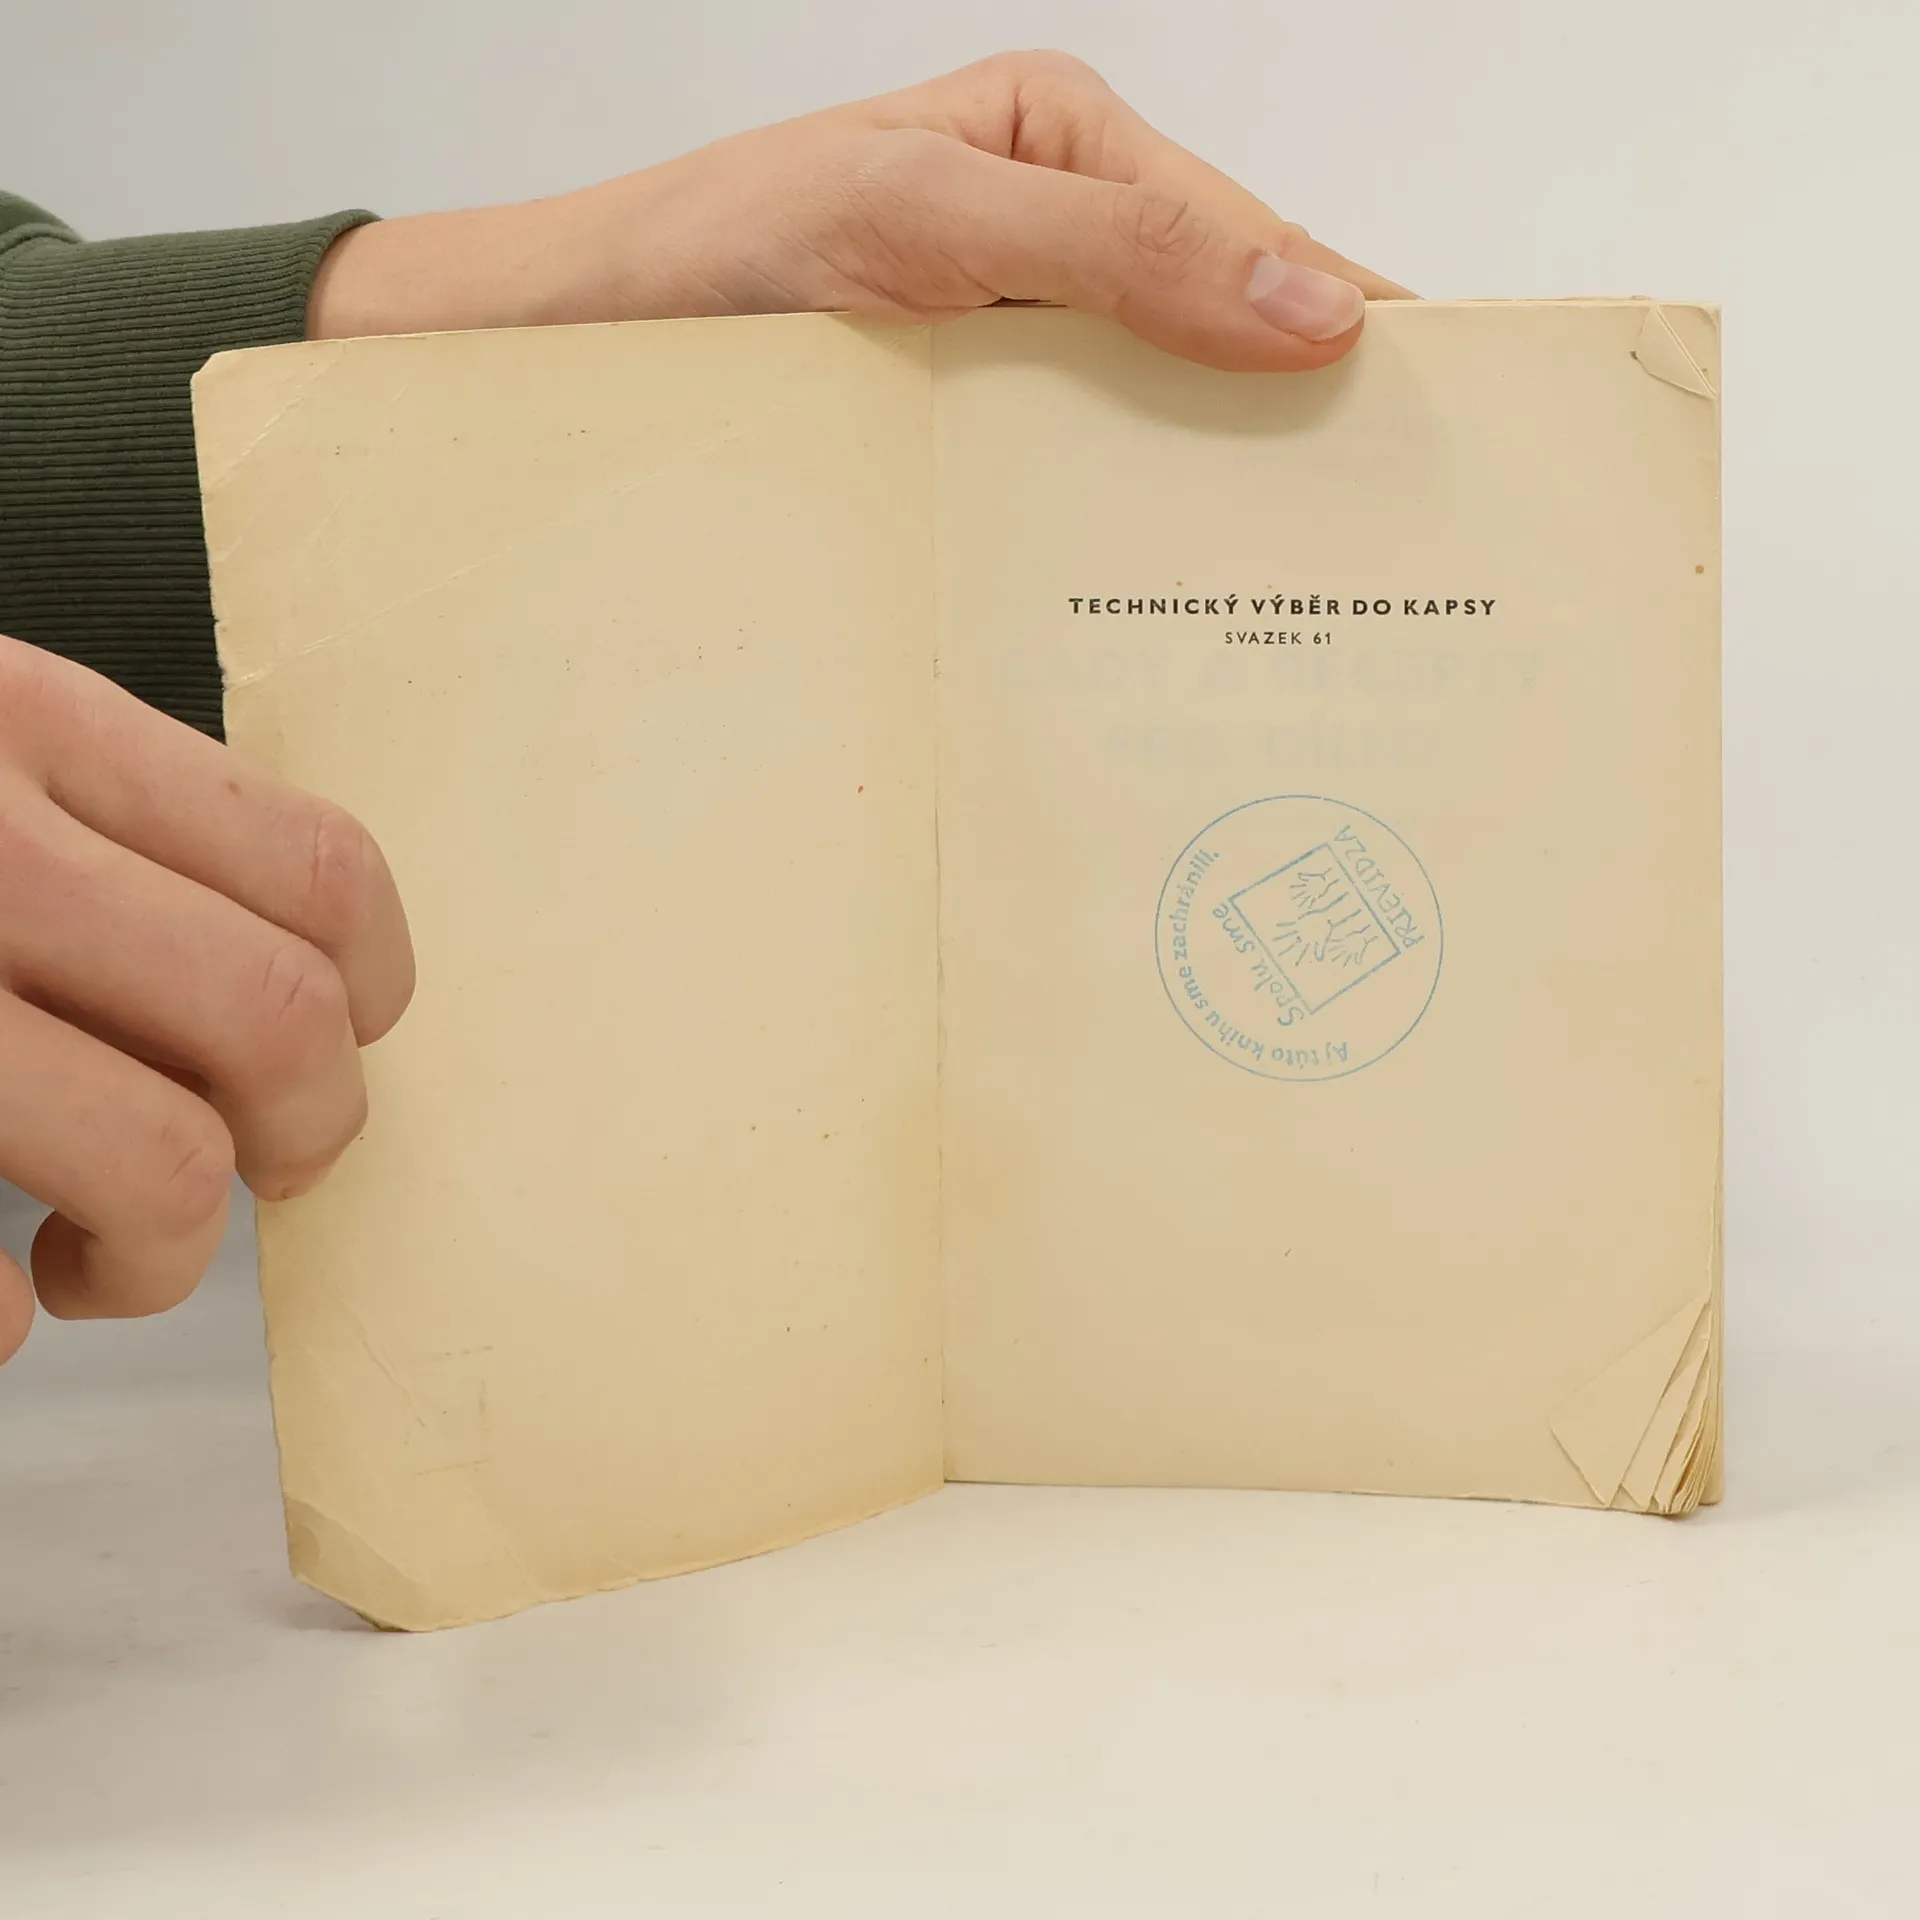 TECHNICKÝ VÝBĚR DO KAPSY
SVAZEK 61
Aj túto knihu sme zachránili.
Spolu sme
PRIEVIDZA